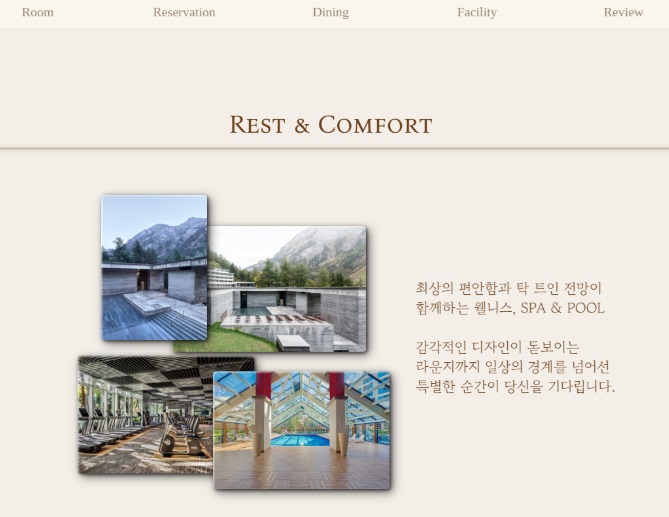 Room
Reservation
Dining
Facility
Review
REST & COMFORT
최상의 편안함과 탁 트인 전망이
함께하는 웰니스, SPA & POOL
감각적인 디자인이 돋보이는
라운지까지 일상의 경계를 넘어선
특별한 순간이 당신을 기다립니다.